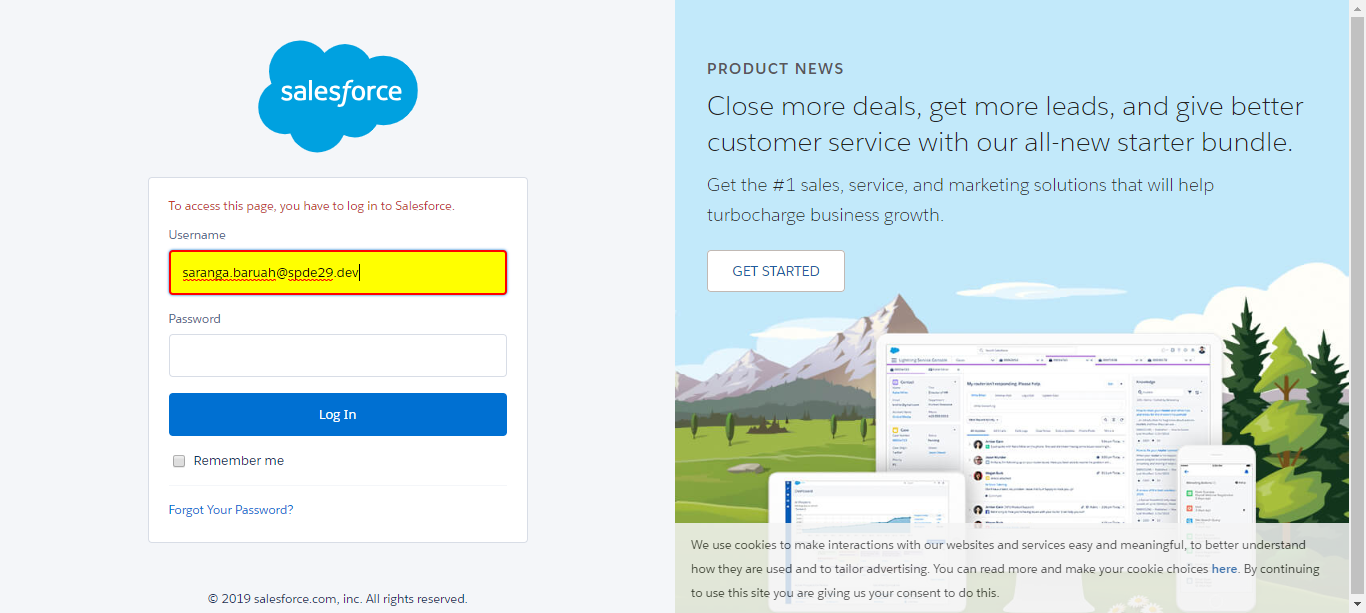 salesforce
To access this page, you have to log in to Salesforce.
Username
saranga.baruah@spde29.dev
Password
Log In
Remember me
Forgot Your Password?
© 2019 salesforce.com, inc. All rights reserved.
PRODUCT NEWS
Close more deals, get more leads, and give better
customer service with our all-new starter bundle.
Get the #1 sales, service, and marketing solutions that will help
turbocharge business growth.
GET STARTED
We use cookies to make interactions with our websites and services easy and meaningful, to better understand
how they are used and to tailor advertising. You can read more and make your cookie choices here. By continuing
to use this site you are giving us your consent to do this.